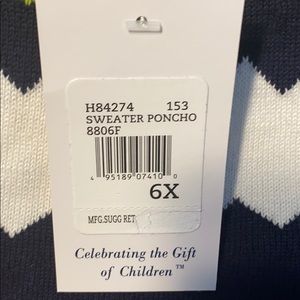 H84274 153
SWEATER PONCHO
8806F
4 95189 07410 0
6X
MFG.SUGG RET
Celebrating the Gift
of Children™